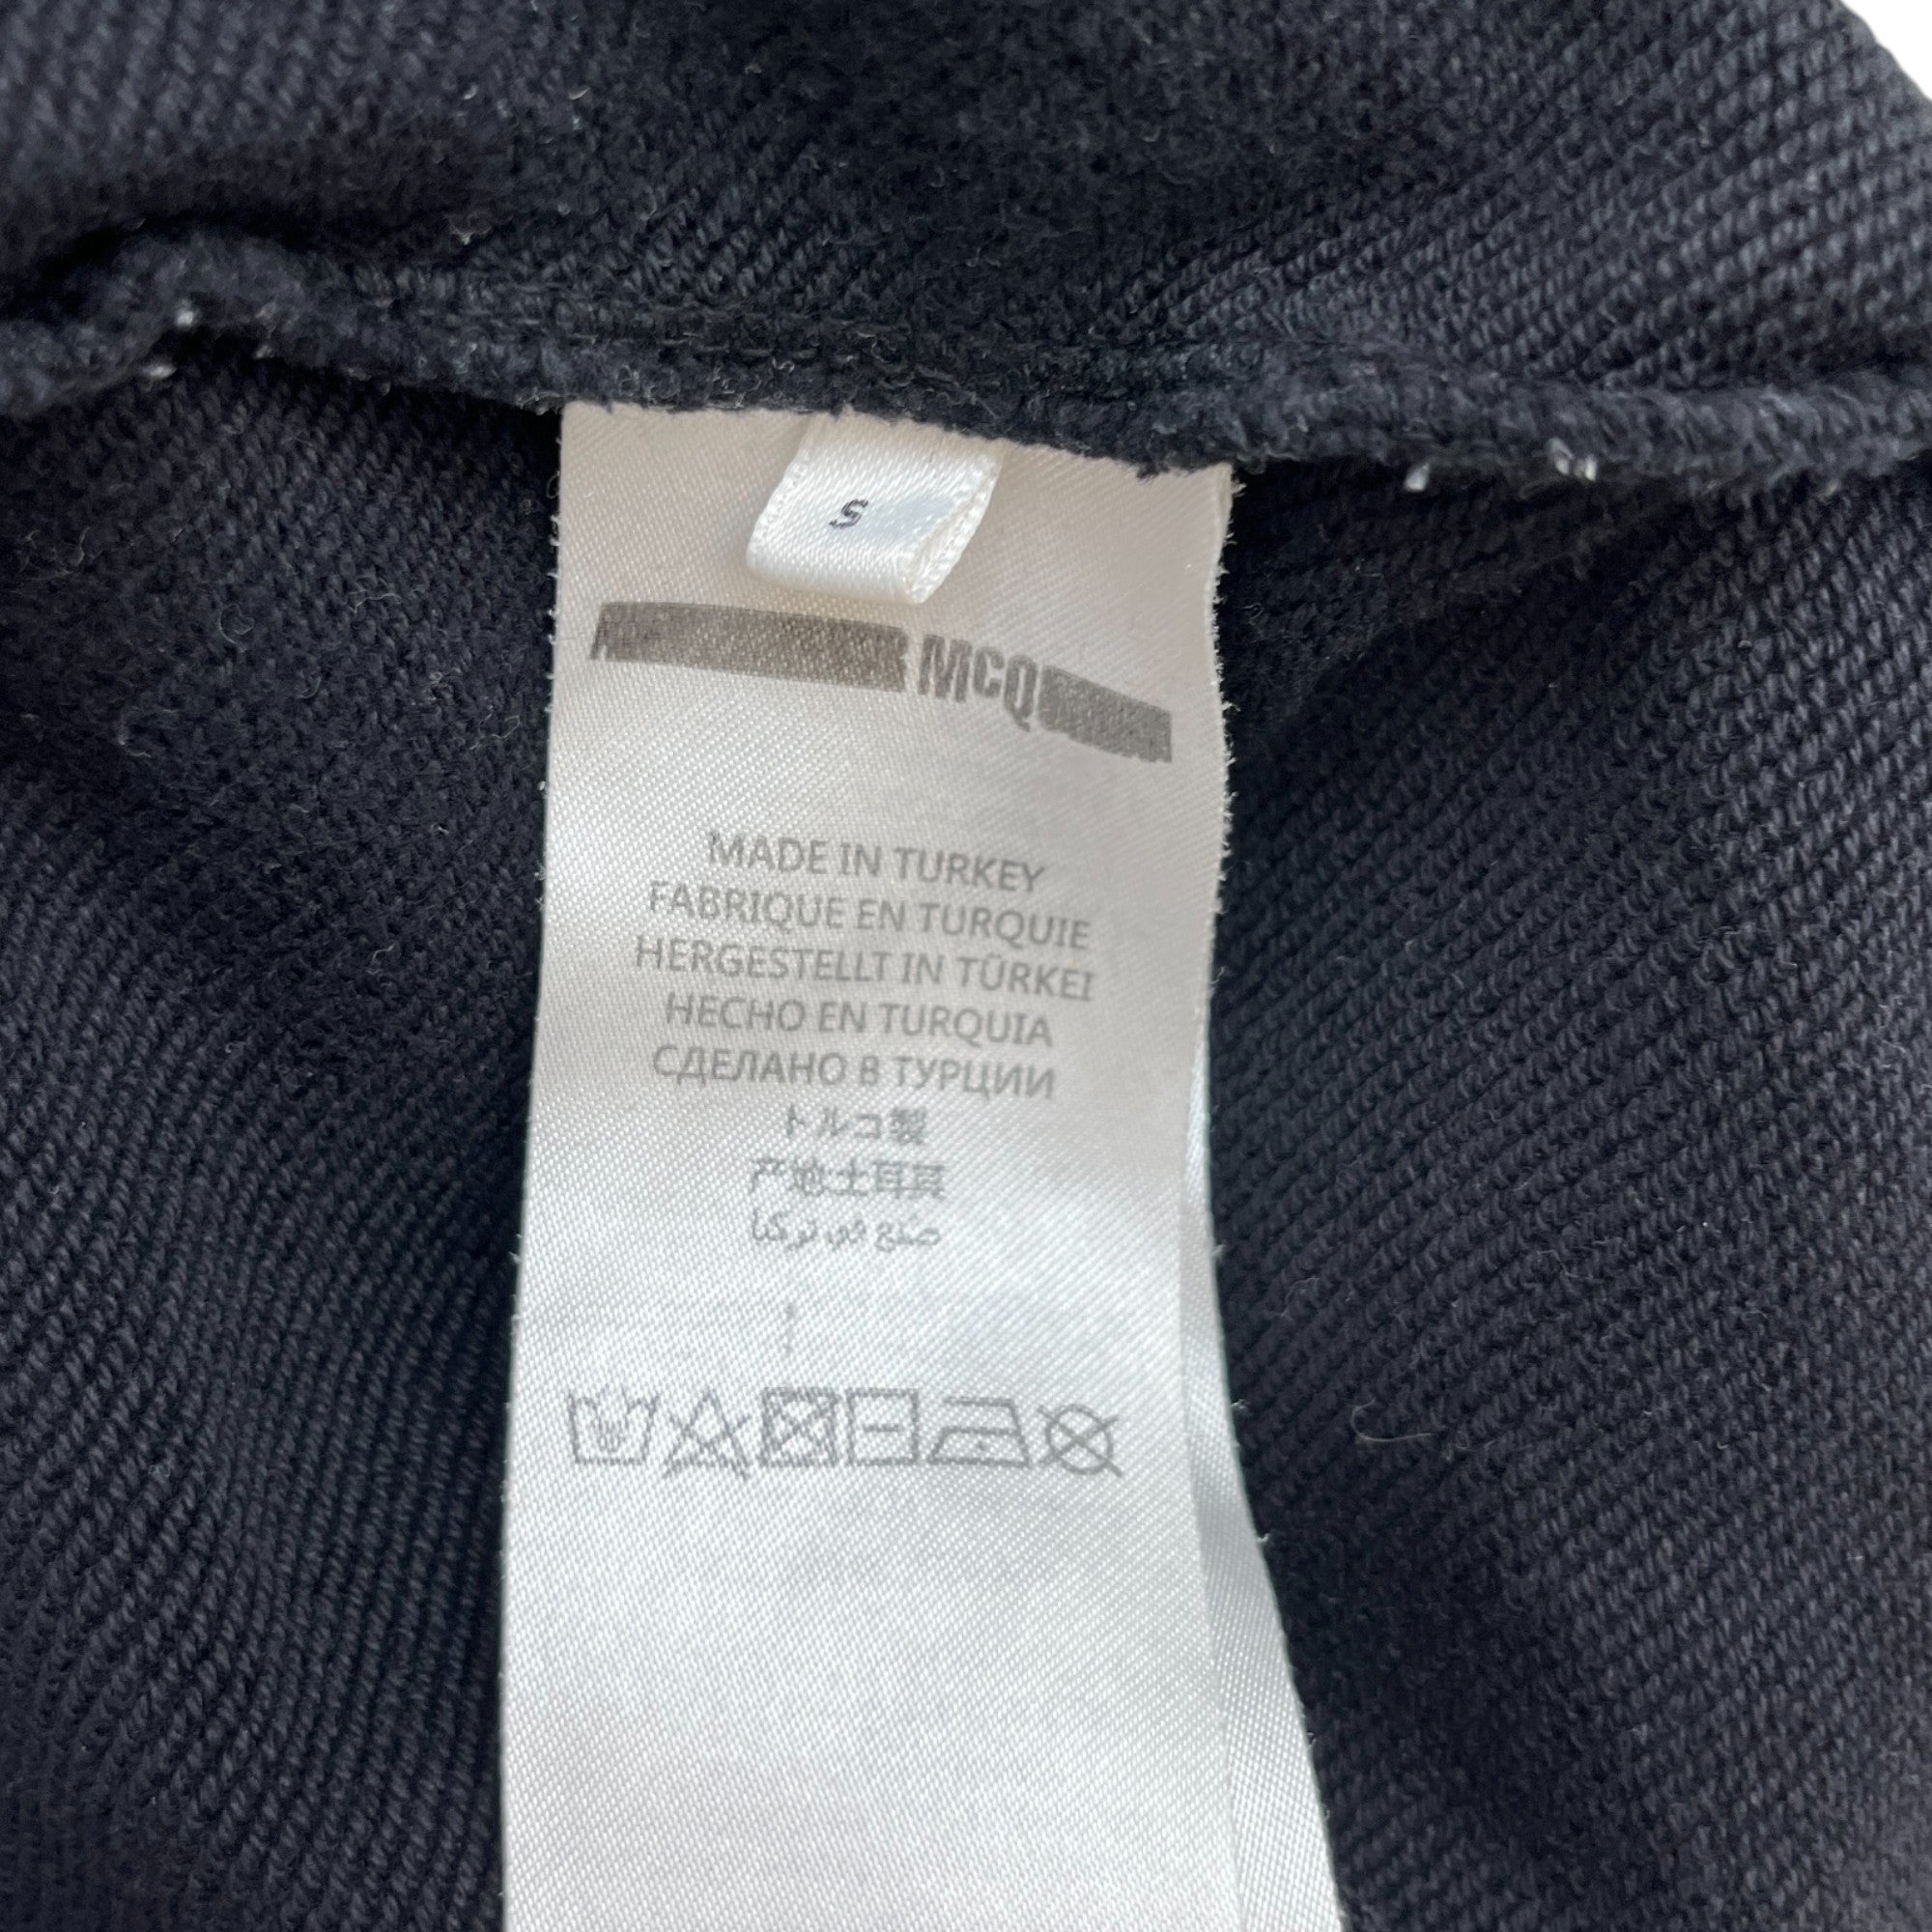 S
MCQ
MADE IN TURKEY
FABRIQUE EN TURQUIE
HERGESTELLT IN TÜRKEI
HECHO EN TURQUIA
СДЕЛАНО В ТУРЦИИ
トルコ製
产地土耳其
صنع في تركيا